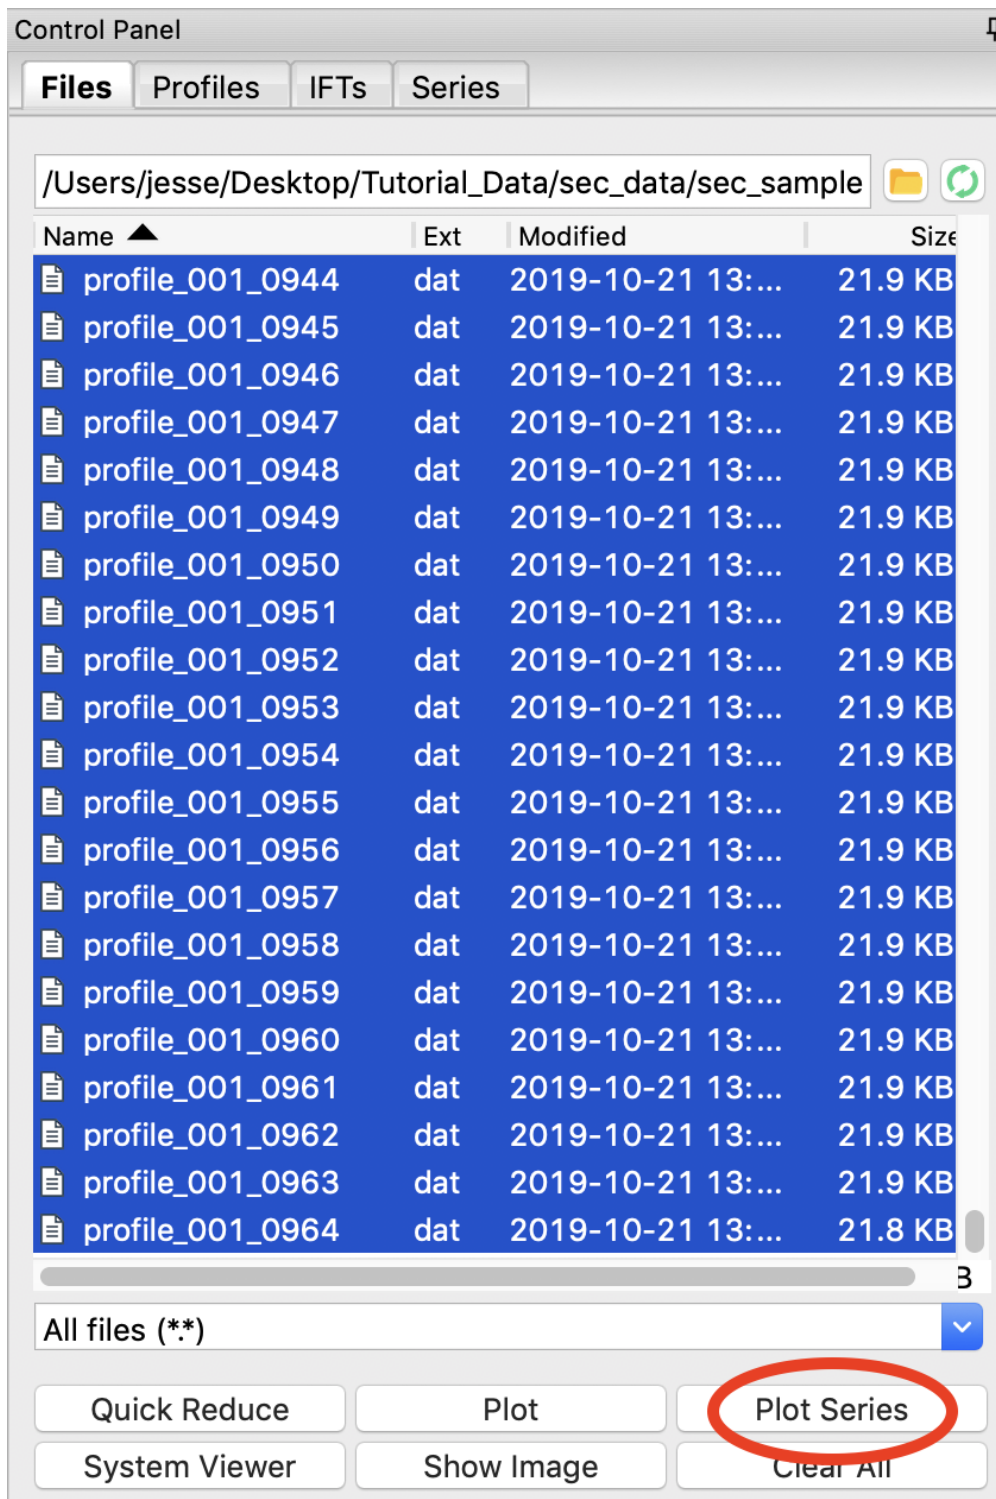 Control Panel
Files Profiles IFTs Series
/Users/jesse/Desktop/Tutorial_Data/sec_data/sec_sample
Name Ext Modified Size
profile_001_0944 dat 2019-10-21 13:... 21.9 KB
profile_001_0945 dat 2019-10-21 13:... 21.9 KB
profile_001_0946 dat 2019-10-21 13:... 21.9 KB
profile_001_0947 dat 2019-10-21 13:... 21.9 KB
profile_001_0948 dat 2019-10-21 13:... 21.9 KB
profile_001_0949 dat 2019-10-21 13:... 21.9 KB
profile_001_0950 dat 2019-10-21 13:... 21.9 KB
profile_001_0951 dat 2019-10-21 13:... 21.9 KB
profile_001_0952 dat 2019-10-21 13:... 21.9 KB
profile_001_0953 dat 2019-10-21 13:... 21.9 KB
profile_001_0954 dat 2019-10-21 13:... 21.9 KB
profile_001_0955 dat 2019-10-21 13:... 21.9 KB
profile_001_0956 dat 2019-10-21 13:... 21.9 KB
profile_001_0957 dat 2019-10-21 13:... 21.9 KB
profile_001_0958 dat 2019-10-21 13:... 21.9 KB
profile_001_0959 dat 2019-10-21 13:... 21.9 KB
profile_001_0960 dat 2019-10-21 13:... 21.9 KB
profile_001_0961 dat 2019-10-21 13:... 21.9 KB
profile_001_0962 dat 2019-10-21 13:... 21.9 KB
profile_001_0963 dat 2019-10-21 13:... 21.9 KB
profile_001_0964 dat 2019-10-21 13:... 21.8 KB
B
All files (*.*)
Quick Reduce Plot Plot Series
System Viewer Show Image Clear All